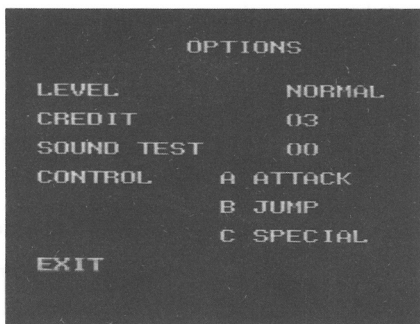 OPTIONS
LEVEL NORMAL
CREDIT 03
SOUND TEST 00
CONTROL A ATTACK
B JUMP
C SPECIAL
EXIT